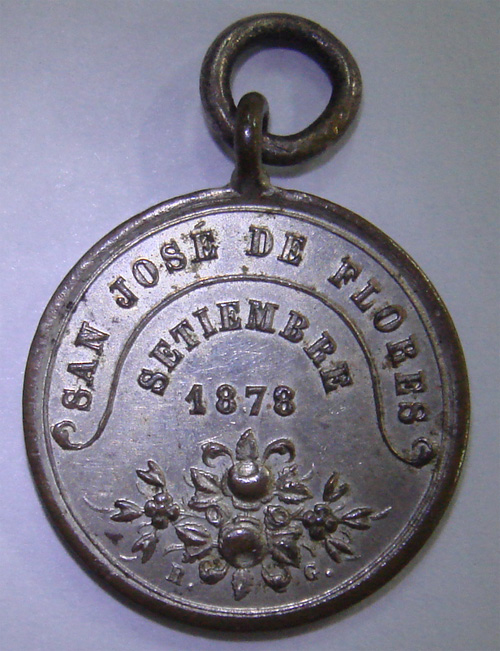 SAN JOSÉ DE FLORES
SETIEMBRE
1878
R. G.